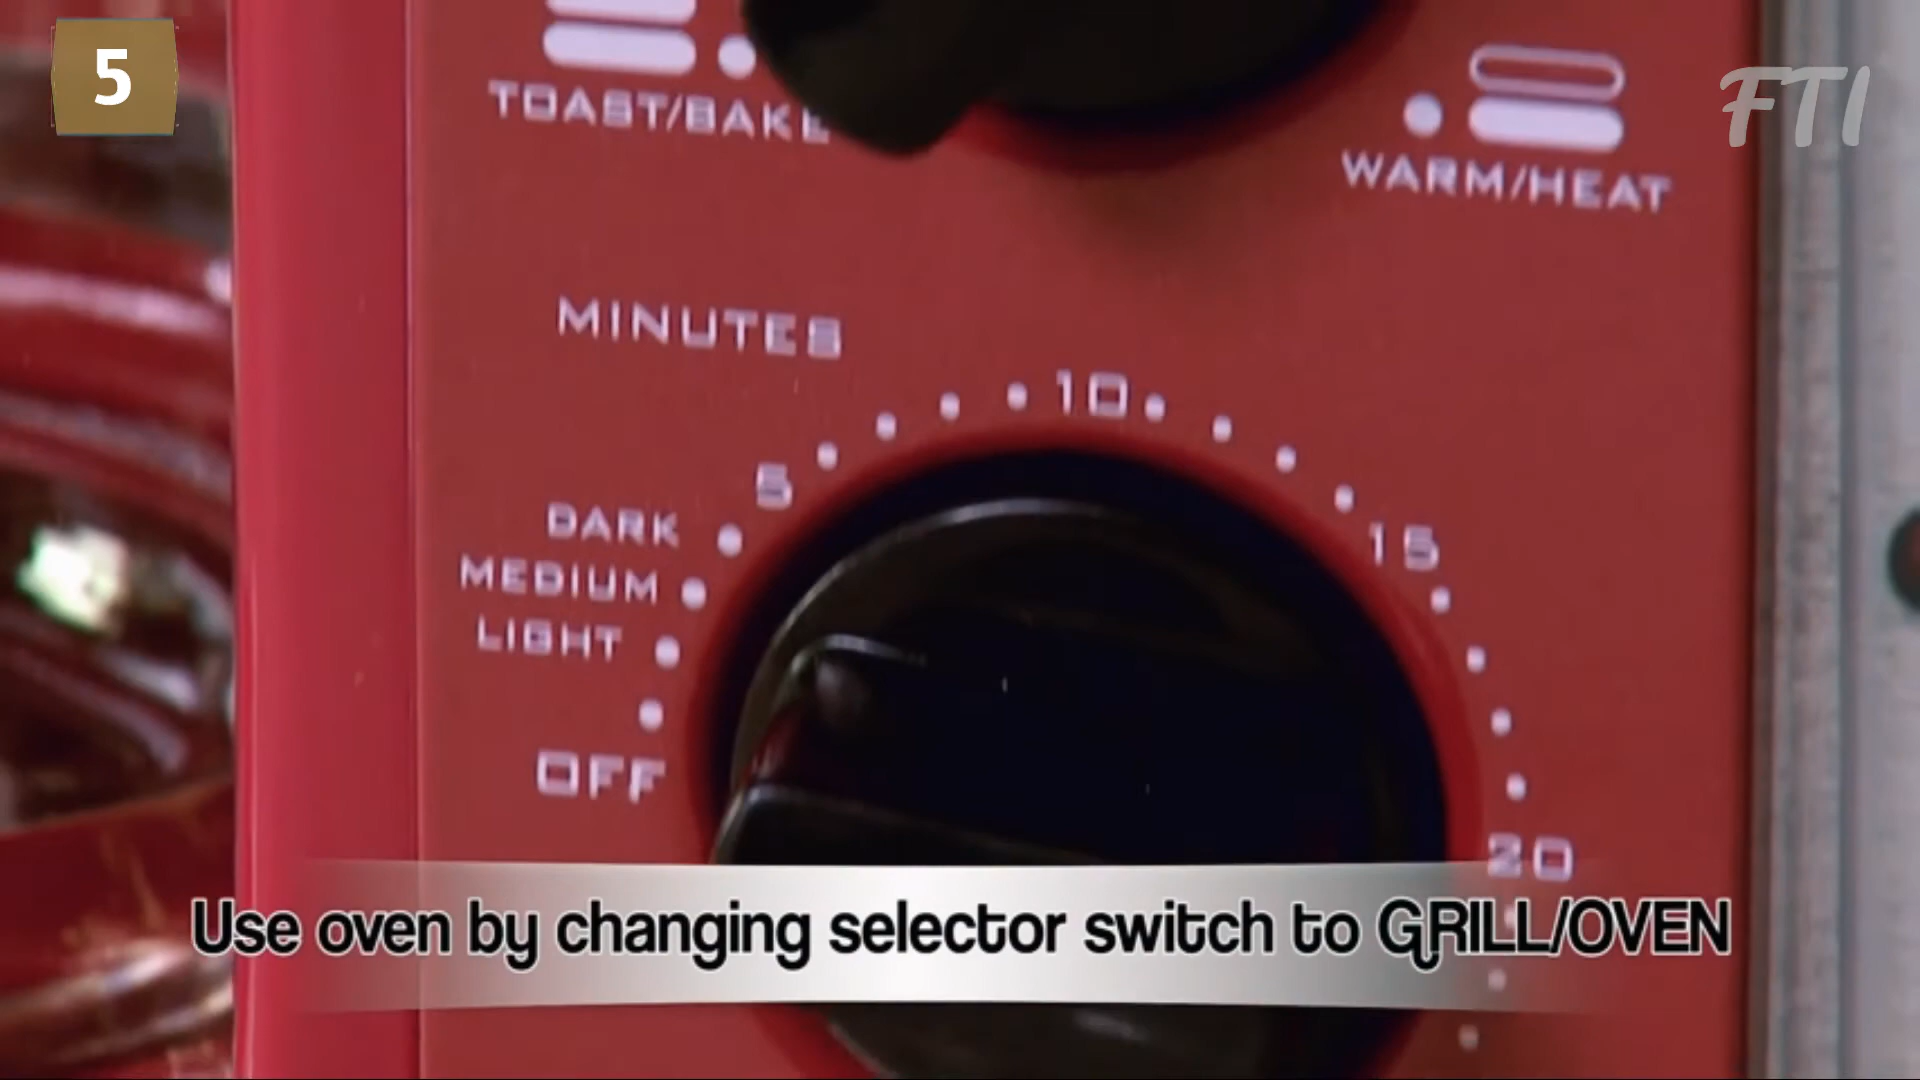 5
FTI
TOAST/BAKE
WARM/HEAT
MINUTES
10
5
15
DARK
MEDIUM
LIGHT
OFF
20
Use oven by changing selector switch to GRILL/OVEN